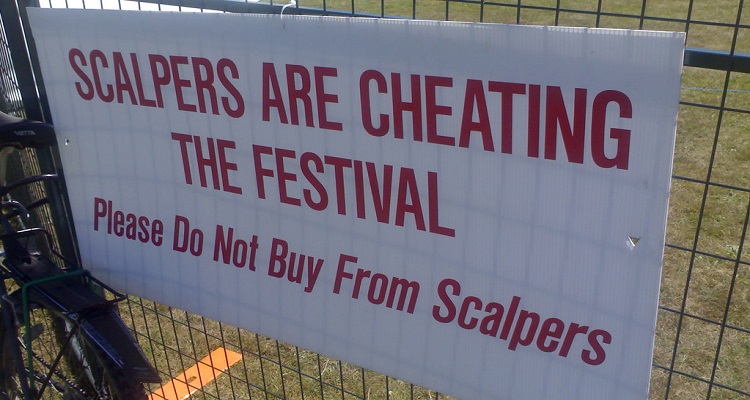 SCALPERS ARE CHEATING
THE FESTIVAL
Please Do Not Buy From Scalpers